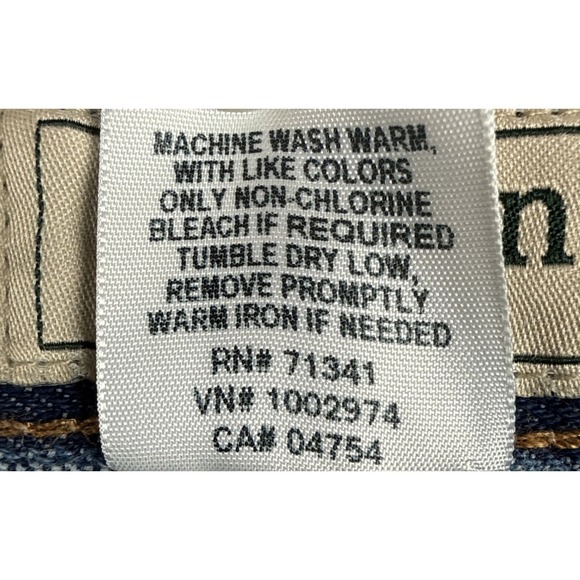 MACHINE WASH WARM,
WITH LIKE COLORS
ONLY NON-CHLORINE
BLEACH IF REQUIRED
TUMBLE DRY LOW,
REMOVE PROMPTLY
WARM IRON IF NEEDED
RN# 71341
VN# 1002974
CA# 04754
n